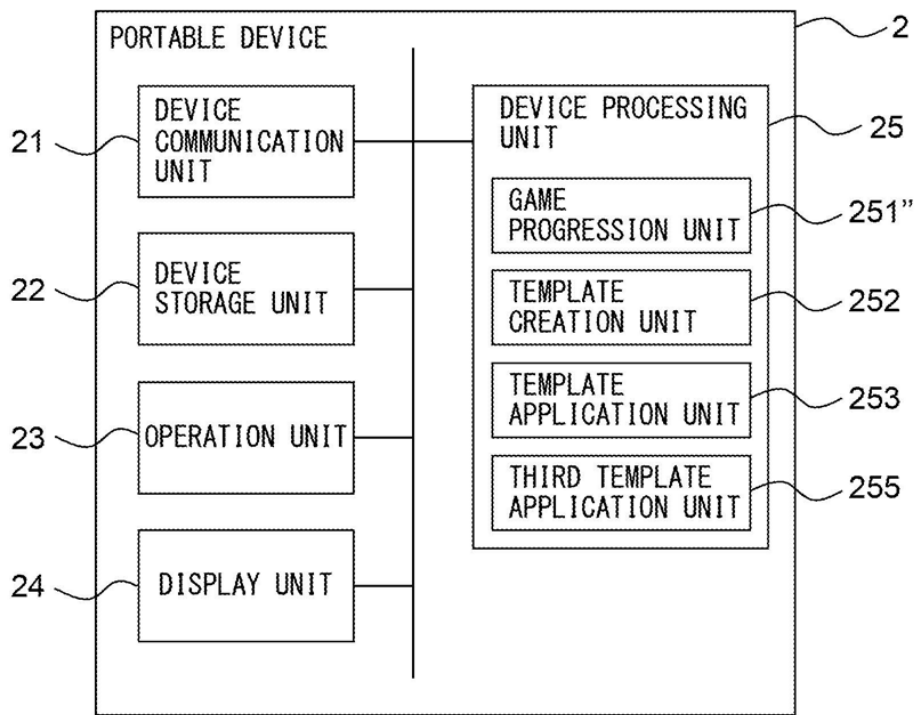 PORTABLE DEVICE
2
21
DEVICE
COMMUNICATION
UNIT
22
DEVICE
STORAGE UNIT
23
OPERATION UNIT
24
DISPLAY UNIT
DEVICE PROCESSING
UNIT
25
GAME
PROGRESSION UNIT
251”
TEMPLATE
CREATION UNIT
252
TEMPLATE
APPLICATION UNIT
253
THIRD TEMPLATE
APPLICATION UNIT
255